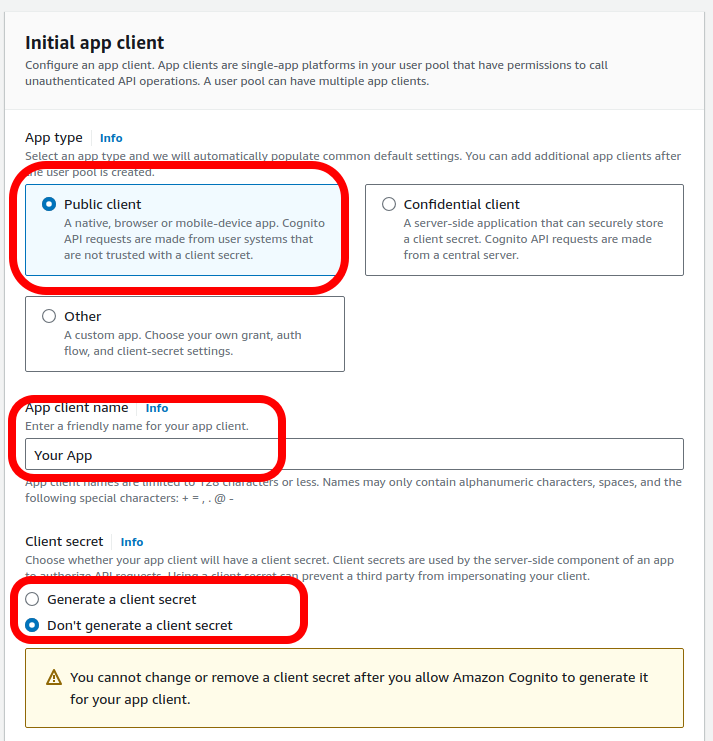 Initial app client
Configure an app client. App clients are single-app platforms in your user pool that have permissions to call
unauthenticated API operations. A user pool can have multiple app clients.
App type Info
Select an app type and we will automatically populate common default settings. You can add additional app clients after
the user pool is created.
Public client
A native, browser or mobile-device app. Cognito
API requests are made from user systems that
are not trusted with a client secret.
Confidential client
A server-side application that can securely store
a client secret. Cognito API requests are made
from a central server.
Other
A custom app. Choose your own grant, auth
flow, and client-secret settings.
App client name Info
Enter a friendly name for your app client.
Your App
App client names are limited to 128 characters or less. Names may only contain alphanumeric characters, spaces, and the
following special characters: + = , . @ -
Client secret Info
Choose whether your app client will have a client secret. Client secrets are used by the server-side component of an app
to authorize API requests. Using a client secret can prevent a third party from impersonating your client.
Generate a client secret
Don't generate a client secret
You cannot change or remove a client secret after you allow Amazon Cognito to generate it
for your app client.